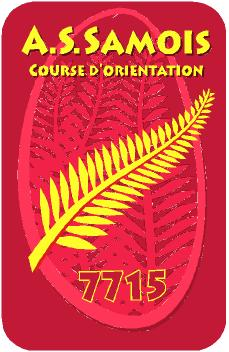 A.S. SAMOIS
COURSE D'ORIENTATION
7715